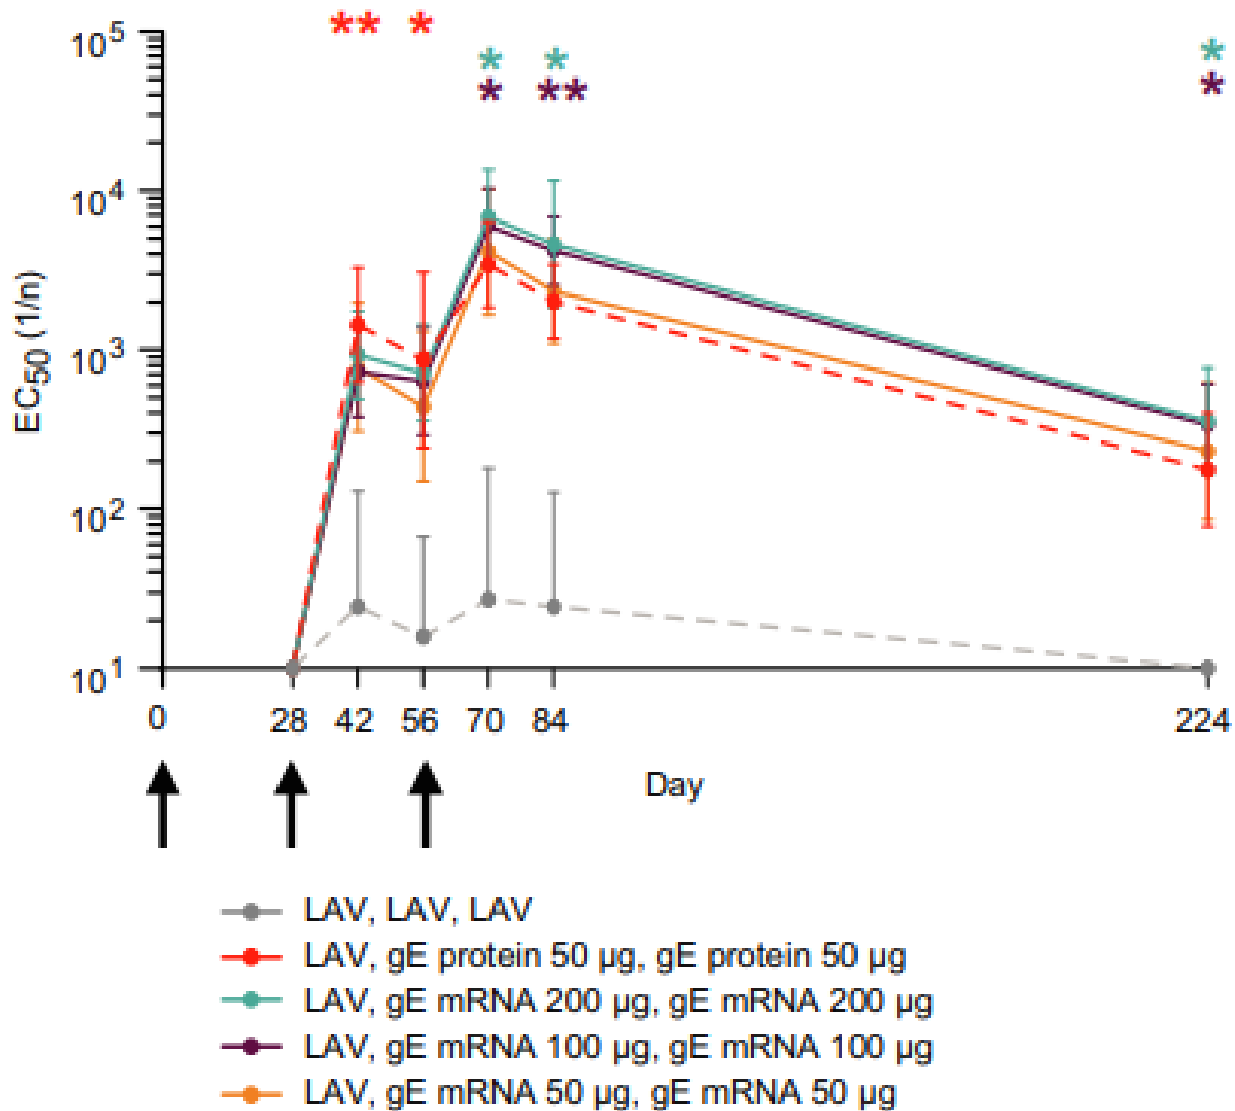 ** *
10⁵
* * *
* ** *
10⁴
EC₅₀ (1/n)
10³
10²
10¹
0 28 42 56 70 84 224
Day
LAV, LAV, LAV
LAV, gE protein 50 µg, gE protein 50 µg
LAV, gE mRNA 200 µg, gE mRNA 200 µg
LAV, gE mRNA 100 µg, gE mRNA 100 µg
LAV, gE mRNA 50 µg, gE mRNA 50 µg